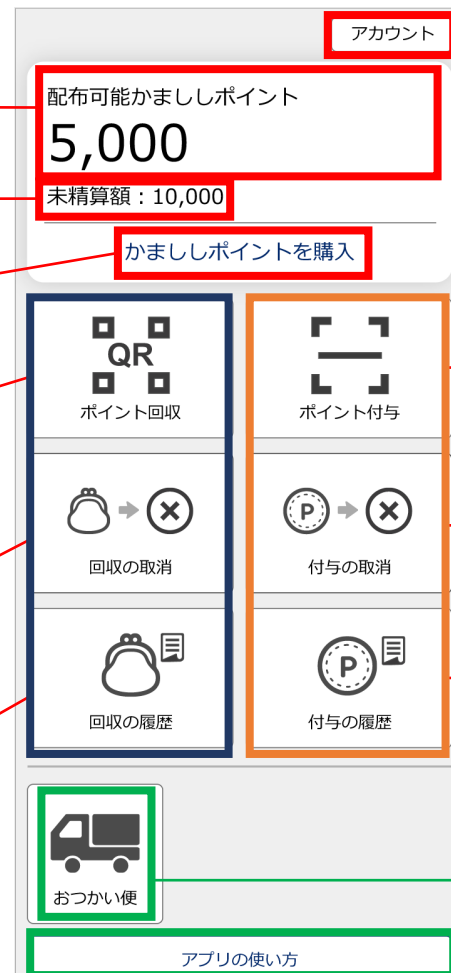 アカウント
配布可能かまししポイント
5,000
未精算額：10,000
かまししポイントを購入
QR
ポイント回収
ポイント付与
回収の取消
P
付与の取消
回収の履歴
P
付与の履歴
おつかい便
アプリの使い方